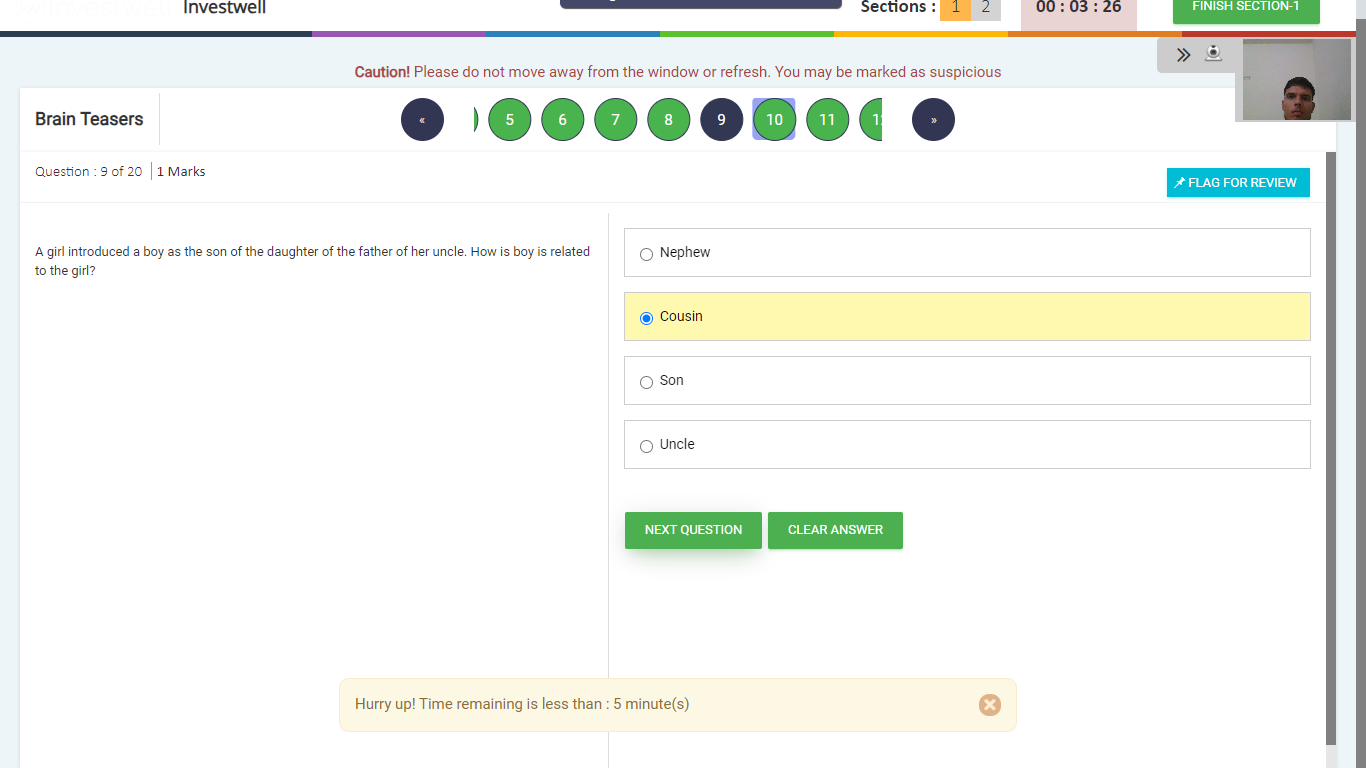 Investwell
Sections : 1 2
00 : 03 : 26
FINISH SECTION-1
Caution! Please do not move away from the window or refresh. You may be marked as suspicious
Brain Teasers
« 5 6 7 8 9 10 11 »
Question : 9 of 20 1 Marks
FLAG FOR REVIEW
A girl introduced a boy as the son of the daughter of the father of her uncle. How is boy is related
to the girl?
Nephew
Cousin
Son
Uncle
NEXT QUESTION CLEAR ANSWER
Hurry up! Time remaining is less than : 5 minute(s)